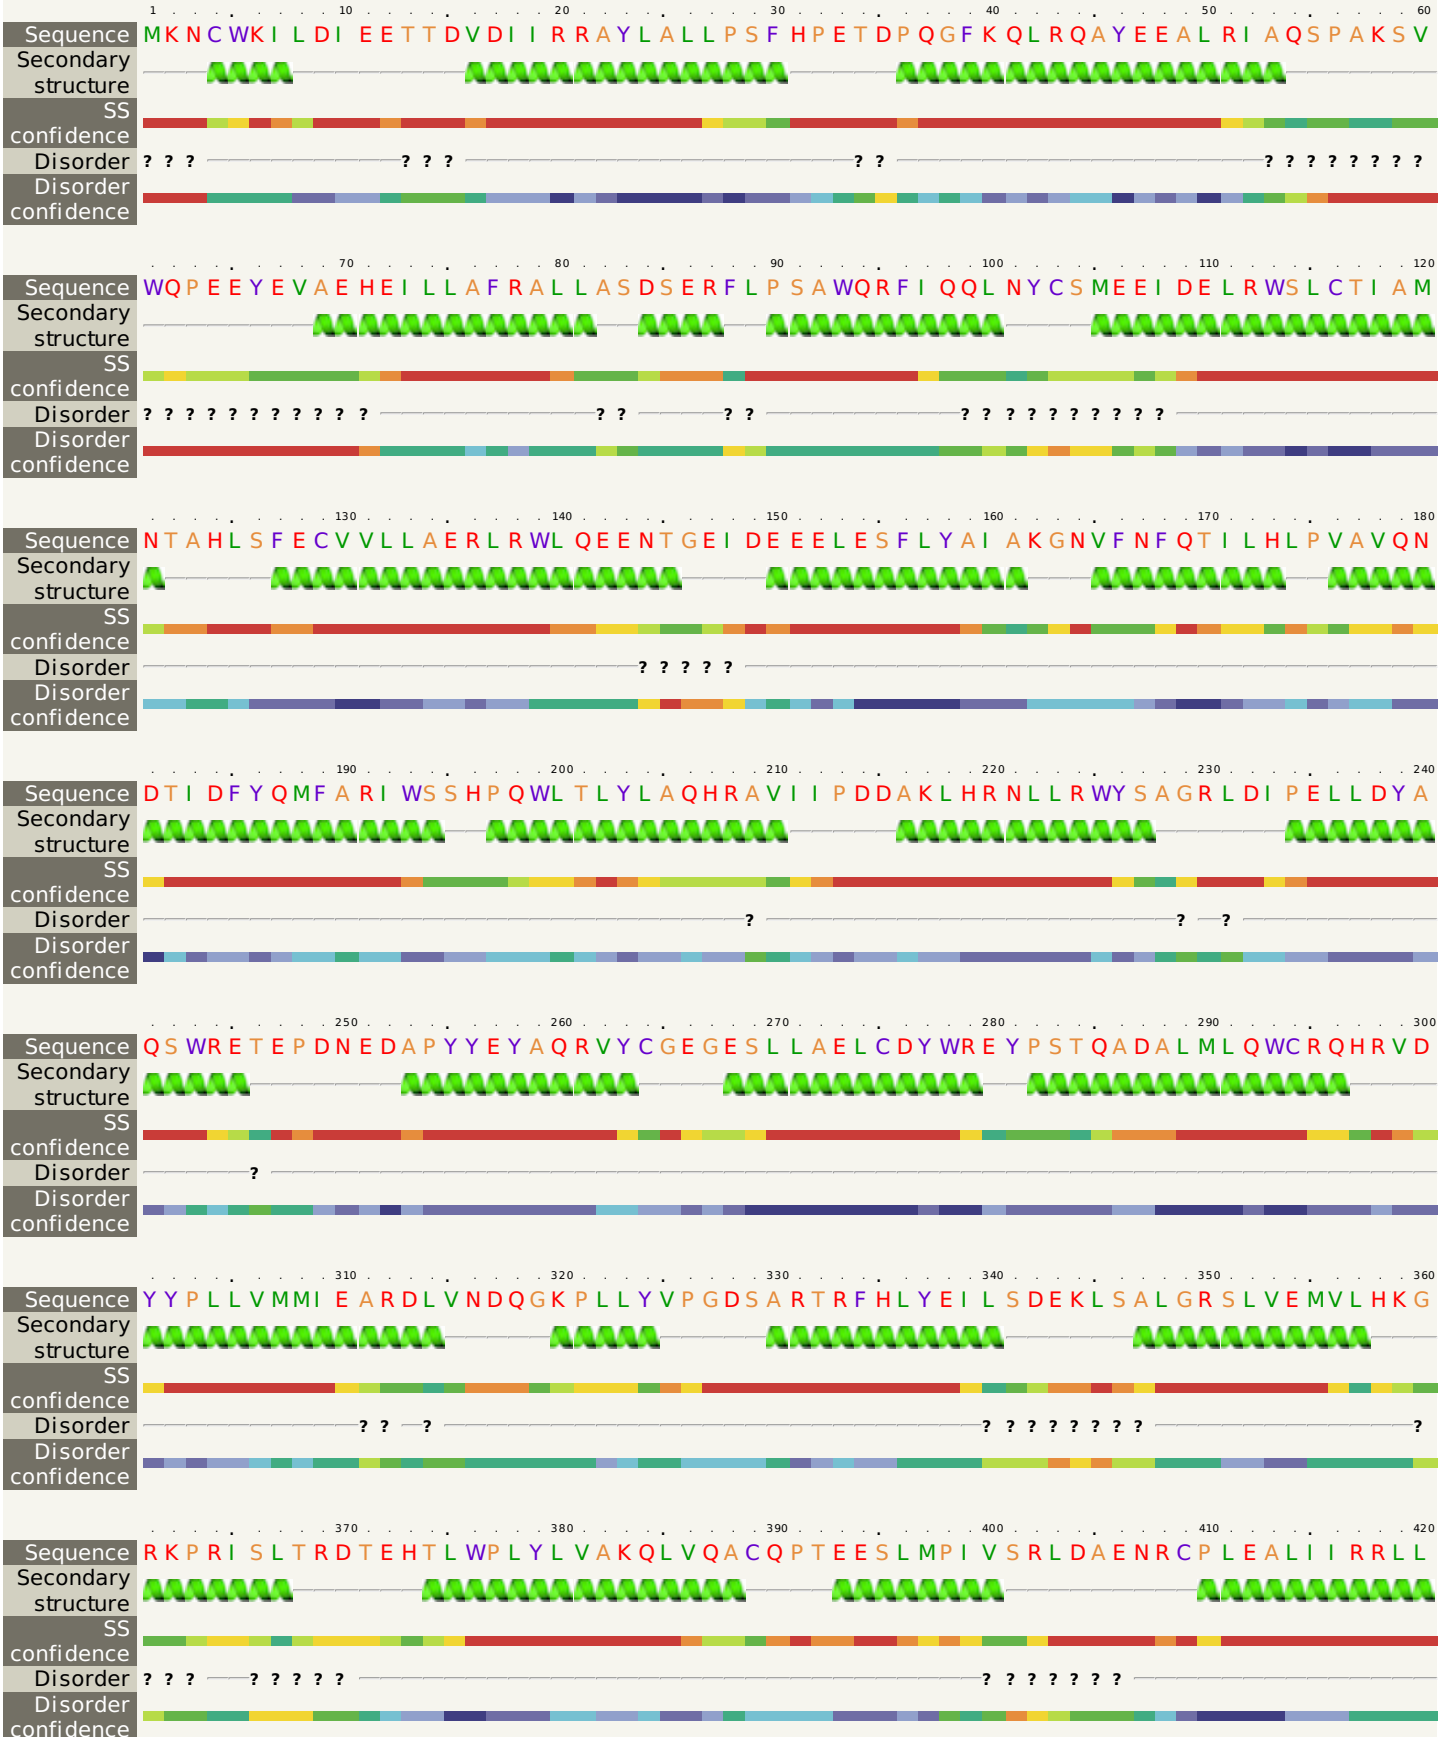 1 10 20 30 40 50 60
Sequence MKNCWKILDIEETTDVDIIRRAYLALLPSFHPETDPQGFKQLRQAYEEALRIAQSPAKSV
Secondary
structure
SS
confidence
Disorder ? ? ? ? ? ? ? ? ? ? ? ? ? ? ? ?
Disorder
confidence
70 80 90 100 110 120
Sequence WQPEEYEVAEHEILLAFRALLASDSERFLPSAWQRFIQQLNYCSMEEIDELRWSLCTIAM
Secondary
structure
SS
confidence
Disorder ? ? ? ? ? ? ? ? ? ? ? ? ? ? ? ? ? ? ? ? ? ? ? ? ?
Disorder
confidence
130 140 150 160 170 180
Sequence NTAHLSFECVVLLAERLRWLQEENTGEIDEEELESFLYAIAKGNVFNFQTILHLPVAVQN
Secondary
structure
SS
confidence
Disorder ? ? ? ? ?
Disorder
confidence
190 200 210 220 230 240
Sequence DTIDFYQMFARIWSSHPQWLTLYLAQHRAVIIPDDAKLHRNLLRWYSAGRLDIPELLDYA
Secondary
structure
SS
confidence
Disorder ? ? ?
Disorder
confidence
250 260 270 280 290 300
Sequence QSWRETEPDNEDAPYYEYAQRVYCGEGESLLAELCDYWREYPSTQADALMLQWCRQHRVD
Secondary
structure
SS
confidence
Disorder ?
Disorder
confidence
310 320 330 340 350 360
Sequence YYPLLVMMIEARDLVNDQGKPLLYVPGDSARTRFHLYEILSDEKLSALGRSLVEMVLHKG
Secondary
structure
SS
confidence
Disorder ? ? ? ? ? ? ? ? ? ? ? ?
Disorder
confidence
370 380 390 400 410 420
Sequence RKPRISLTRDTEHTLWPLYLVAKQLVQACQPTEESLMPIVSRLDAENRCPLEALIIRRLL
Secondary
structure
SS
confidence
Disorder ? ? ? ? ? ? ? ? ? ? ? ? ? ? ?
Disorder
confidence